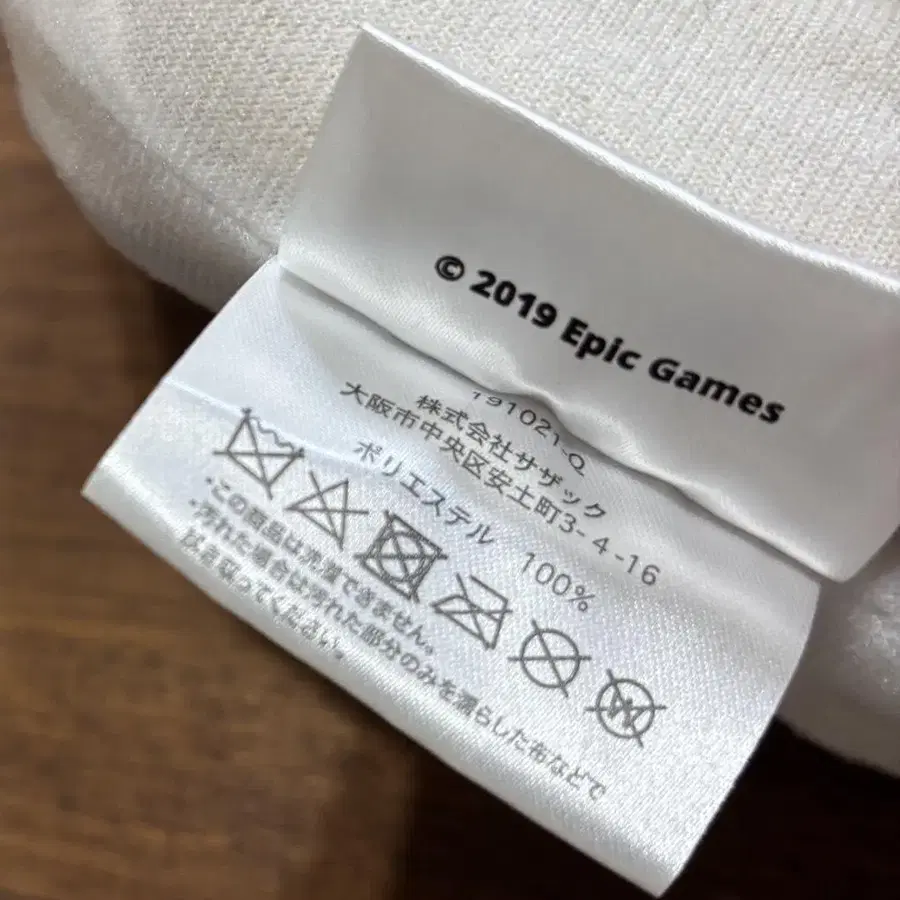 © 2019 Epic Games
191021-Q
株式会社サザック
大阪市中央区安土町3-4-16
ポリエステル 100%
・この商品は洗濯できません。
・汚れた場合は汚れた部分のみを濡らした布などで
拭き取ってください。